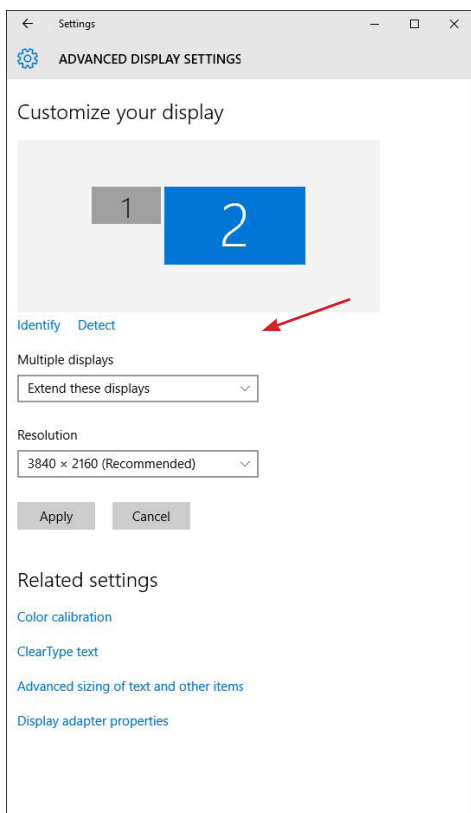 Settings
ADVANCED DISPLAY SETTINGS
Customize your display
1
2
Identify Detect
Multiple displays
Extend these displays
Resolution
3840 × 2160 (Recommended)
Apply Cancel
Related settings
Color calibration
ClearType text
Advanced sizing of text and other items
Display adapter properties